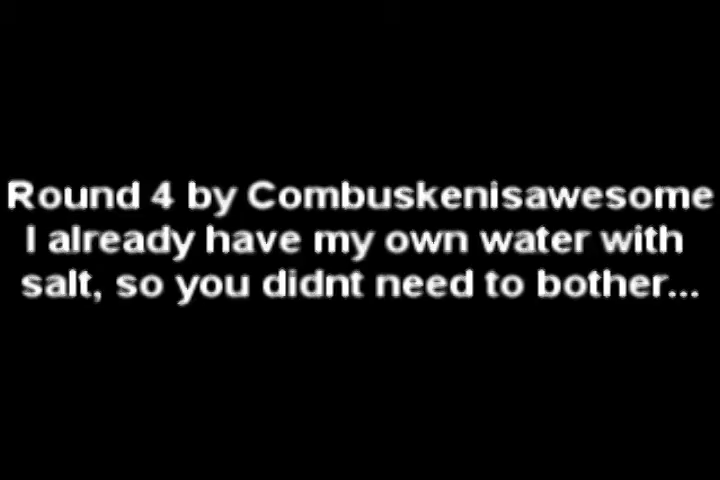 Round 4 by Combuskenisawesome
I already have my own water with
salt, so you didnt need to bother...